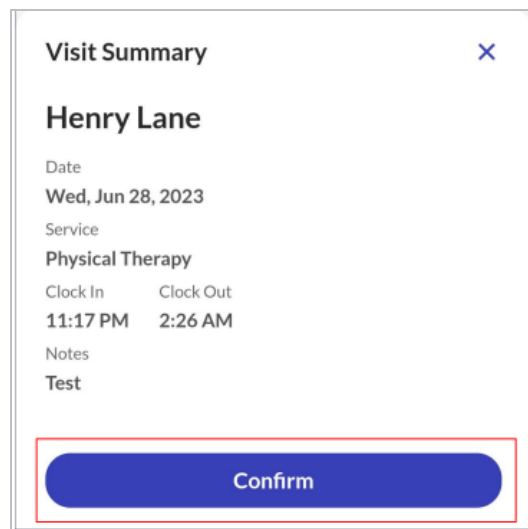 Visit Summary
Henry Lane
Date
Wed, Jun 28, 2023
Service
Physical Therapy
Clock In Clock Out
11:17 PM 2:26 AM
Notes
Test
Confirm